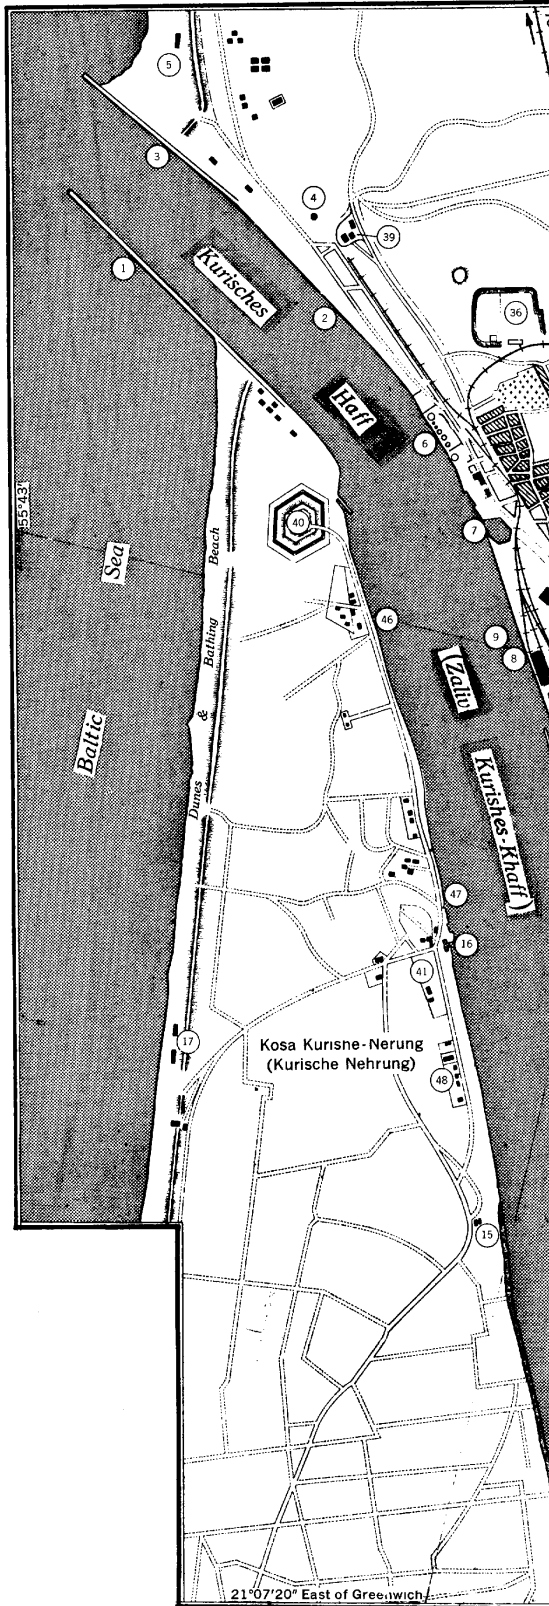 5
3
4
39
1
Kurisches
2
36
Haff
6
55°43'
40
7
Sea
Beach
46
9
8
Bathing
(Zaliv
&
Baltic
Kurishes-Khaff)
Dunes
47
16
41
17
Kosa Kurishe-Nerung
(Kurische Nehrung)
48
15
21°07'20" East of Greenwich